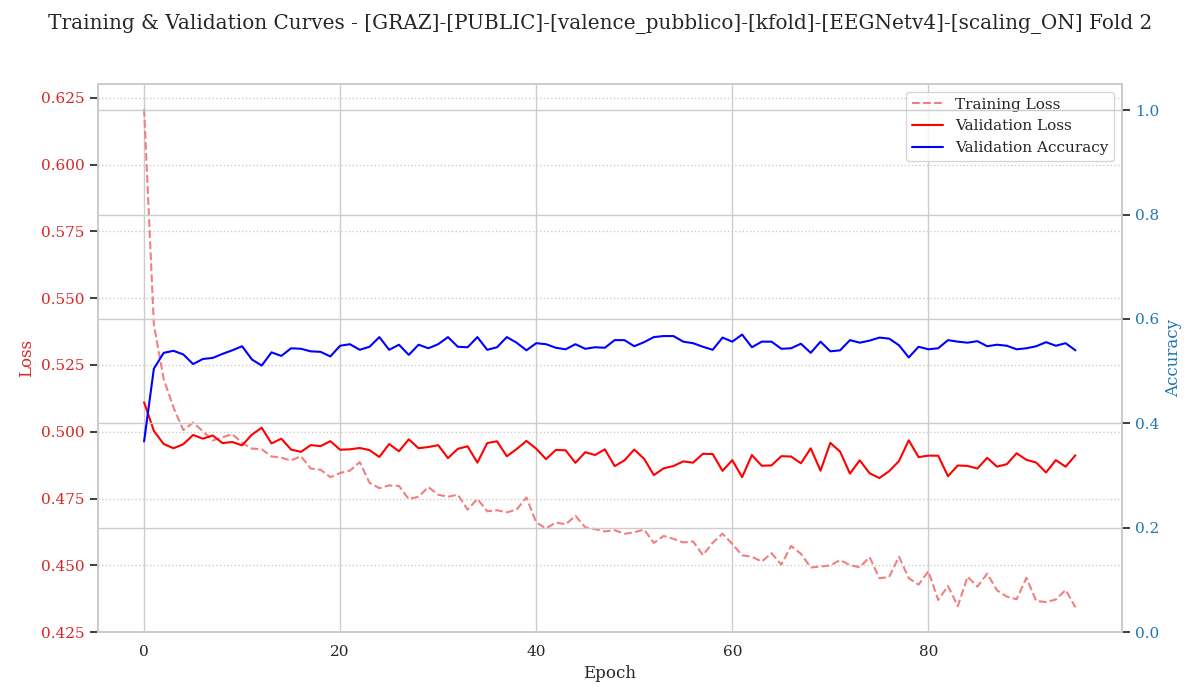 Training & Validation Curves - [GRAZ]-[PUBLIC]-[valence_pubblico]-[kfold]-[EEGNetv4]-[scaling_ON] Fold 2
Training Loss
Validation Loss
Validation Accuracy
0.625
0.600
0.575
0.550
0.525
0.500
0.475
0.450
0.425
Loss
1.0
0.8
0.6
0.4
0.2
0.0
Accuracy
0
20
40
60
80
Epoch